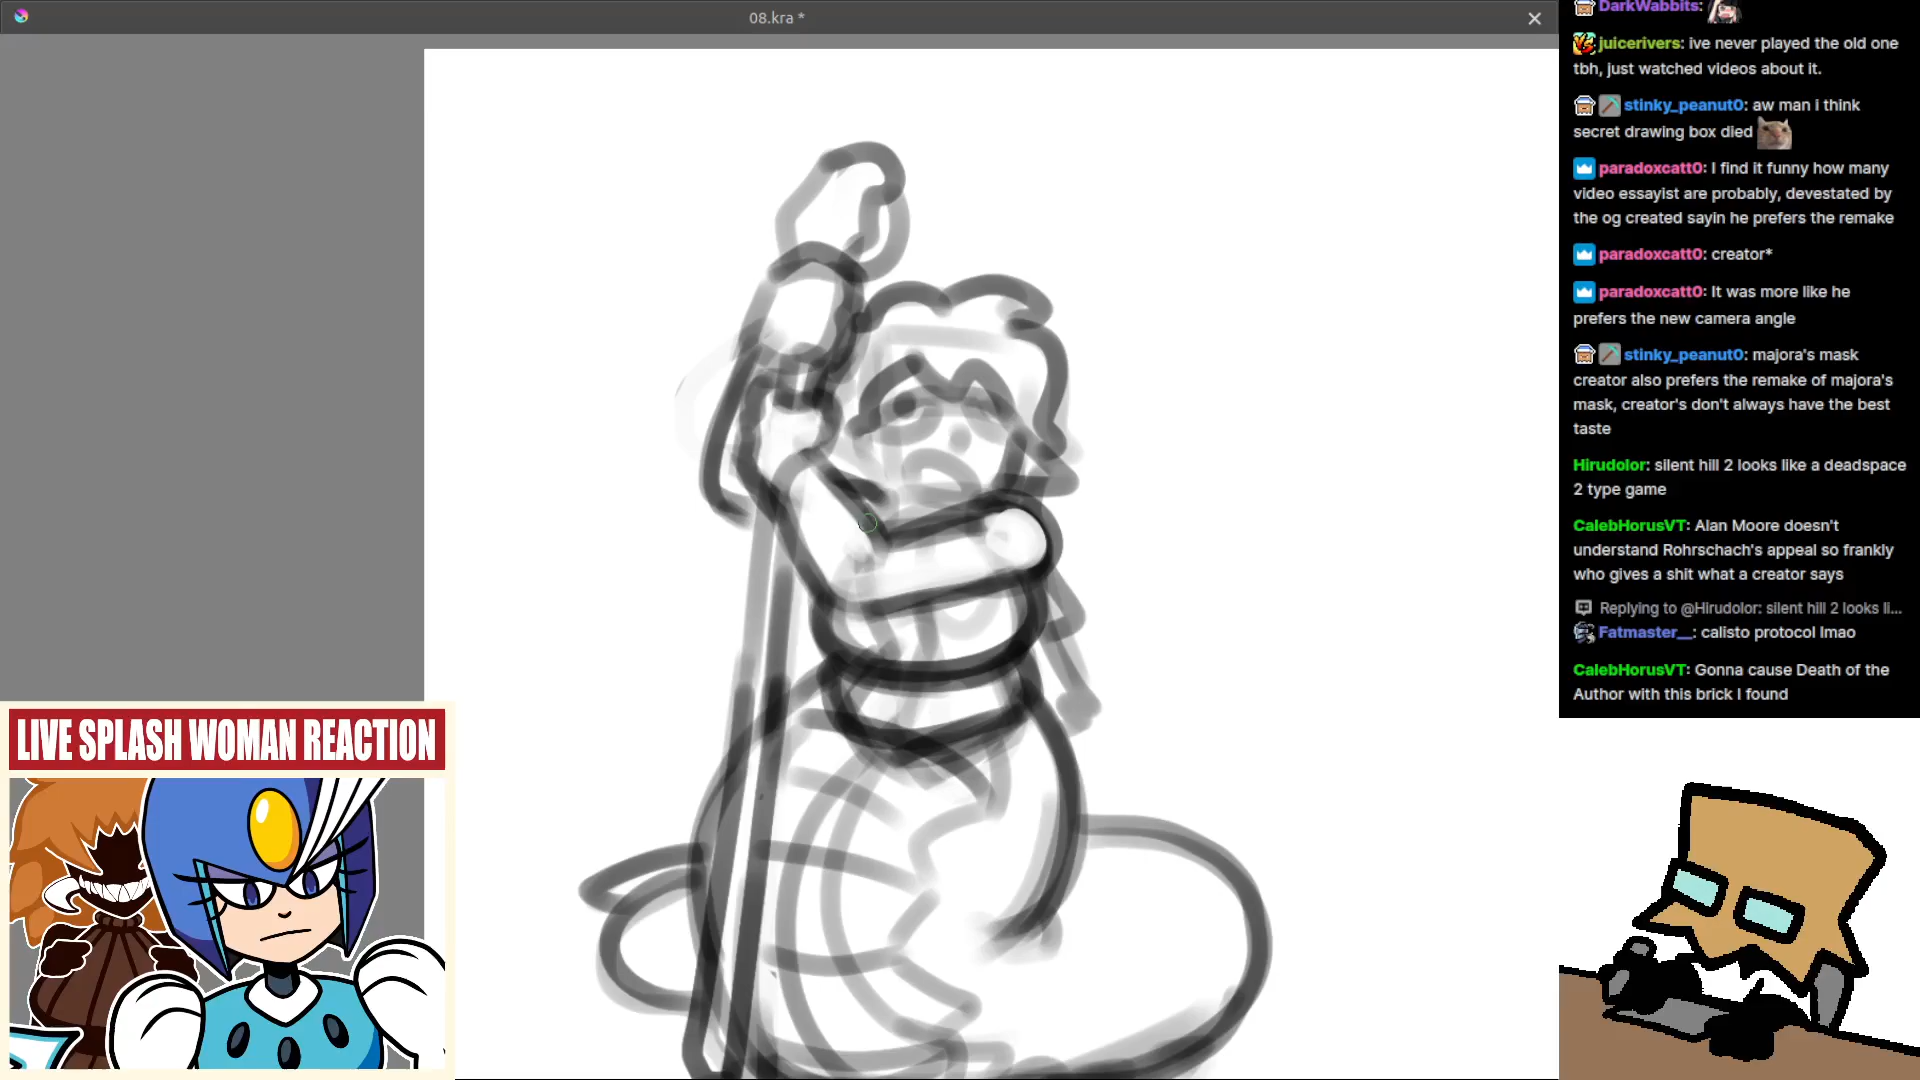 08.kra *
DarkWabbits:
juicerivers: ive never played the old one
tbh, just watched videos about it.
stinky_peanut0: aw man i think
secret drawing box died
paradoxcatt0: I find it funny how many
video essayist are probably, devestated by
the og created sayin he prefers the remake
paradoxcatt0: creator*
paradoxcatt0: It was more like he
prefers the new camera angle
stinky_peanut0: majora's mask
creator also prefers the remake of majora's
mask, creator's don't always have the best
taste
Hirudolor: silent hill 2 looks like a deadspace
2 type game
CalebHorusVT: Alan Moore doesn't
understand Rohrschach's appeal so frankly
who gives a shit what a creator says
Replying to @Hirudolor: silent hill 2 looks li...
Fatmaster__: calisto protocol lmao
CalebHorusVT: Gonna cause Death of the
Author with this brick I found
LIVE SPLASH WOMAN REACTION